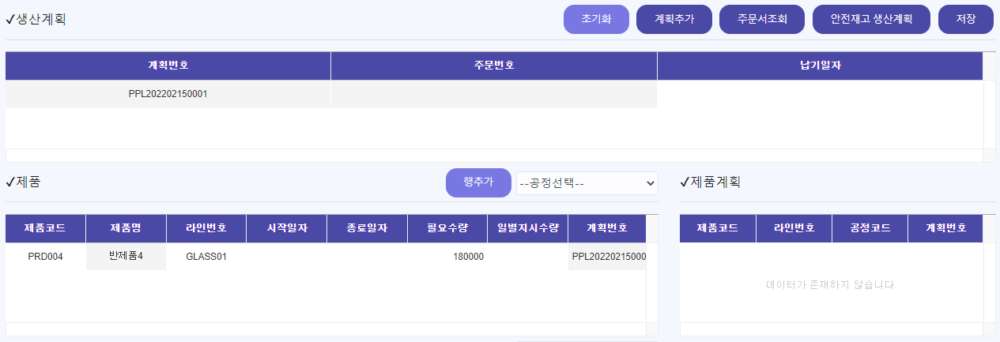 ✓생산계획
초기화
계획추가
주문서조회
안전재고 생산계획
저장
계획번호 주문번호 납기일자
PPL202202150001
✓제품
행추가
--공정선택--
✓제품계획
제품코드 제품명 라인번호 시작일자 종료일자 필요수량 일별지시수량 계획번호
PRD004 반제품4 GLASS01 180000 PPL20220215000
제품코드 라인번호 공정코드 계획번호
데이터가 존재하지 않습니다.